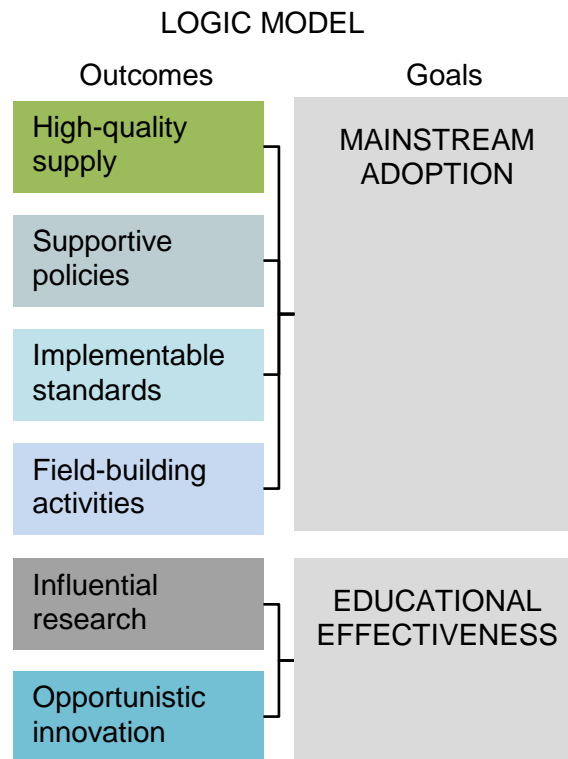 LOGIC MODEL
Outcomes
Goals
High-quality
supply
Supportive
policies
Implementable
standards
Field-building
activities
Influential
research
Opportunistic
innovation
MAINSTREAM
ADOPTION
EDUCATIONAL
EFFECTIVENESS